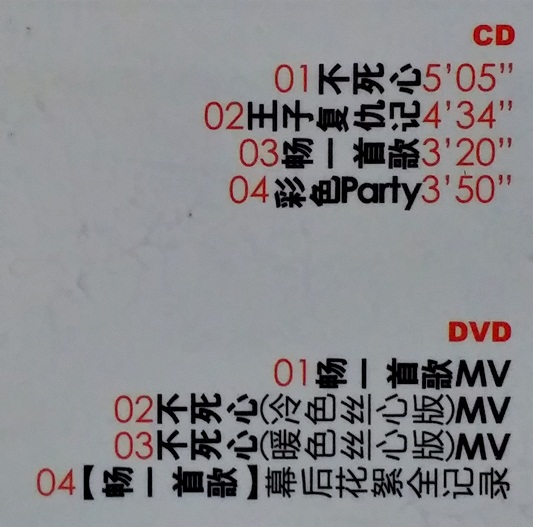 CD
01不死心5'05"
02王子复仇记4'34"
03畅一首歌3'20"
04彩色Party3'50"
DVD
01畅一首歌MV
02不死心(冷色丝心版)MV
03不死心(暖色丝心版)MV
04【畅一首歌】幕后花絮全记录